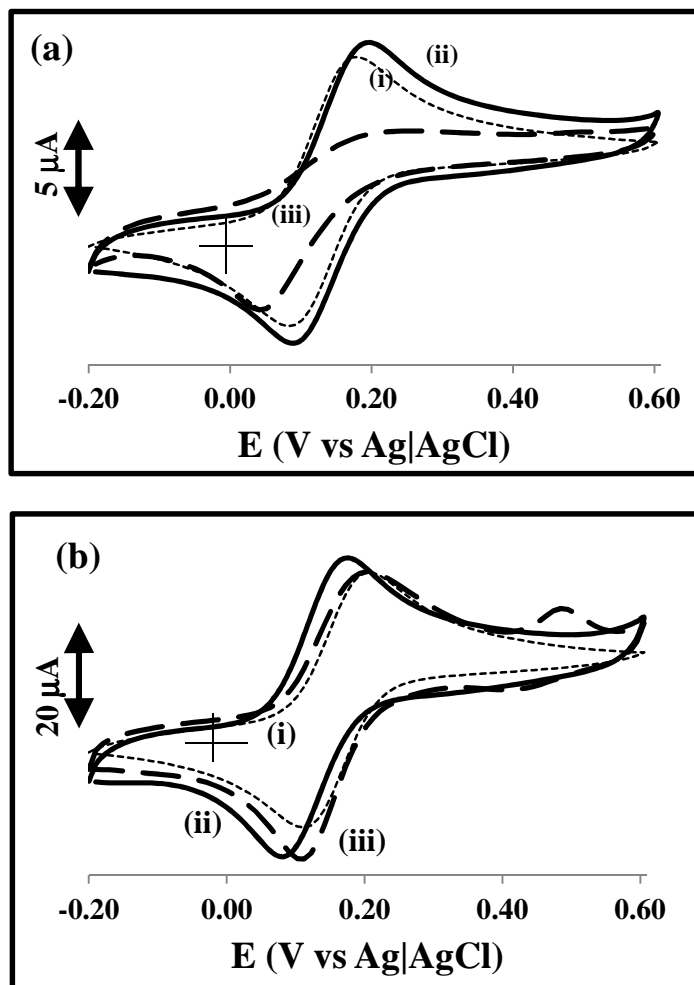 (a)
(ii)
(i)
5 µA
(iii)
-0.20 0.00 0.20 0.40 0.60
E (V vs Ag|AgCl)
(b)
20 µA
(i)
(ii)
(iii)
-0.20 0.00 0.20 0.40 0.60
E (V vs Ag|AgCl)